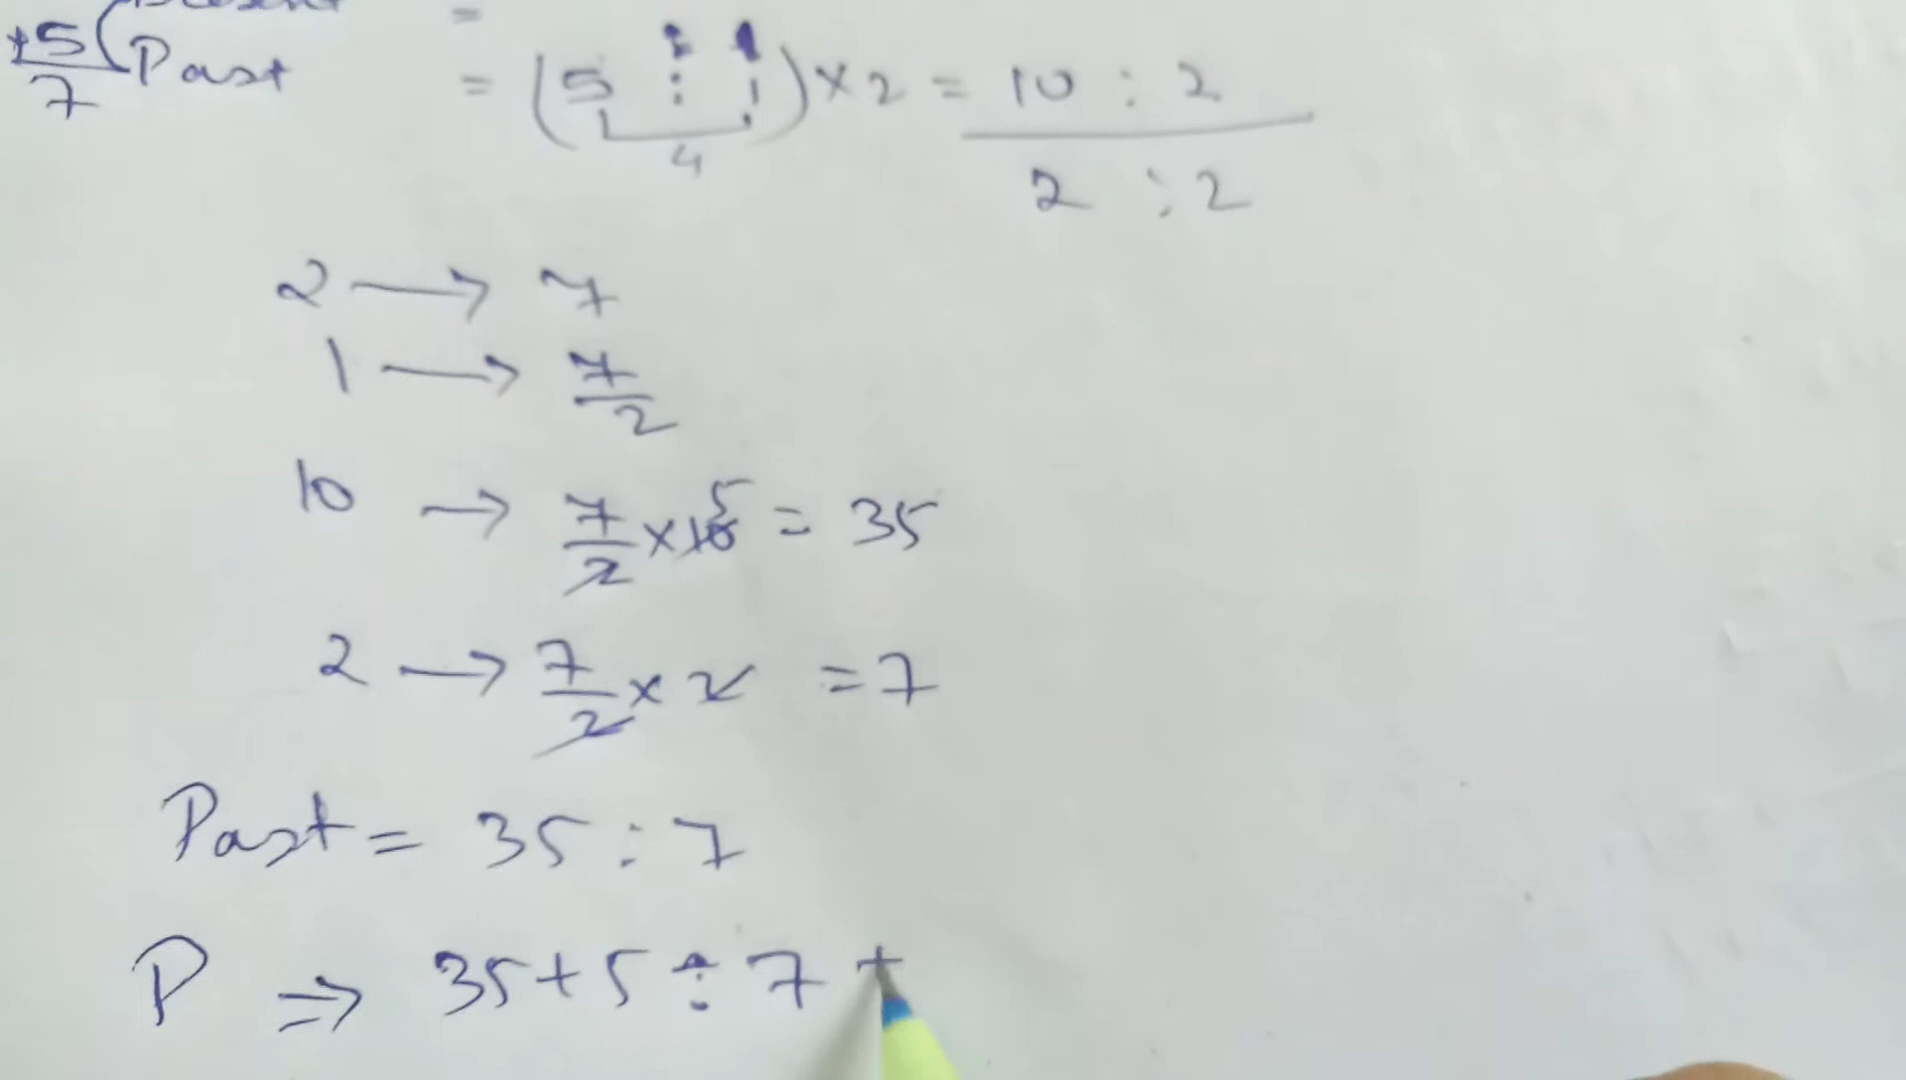 +5/7 Past = (5 : 1) × 2 = 10 : 2
4
2 : 2
2 → 7
1 → 7/2
10 → 7/2 × 10 5 = 35
2 → 7/2 × 2 = 7
Past = 35 : 7
P ⇒ 35 + 5 ÷ 7 +